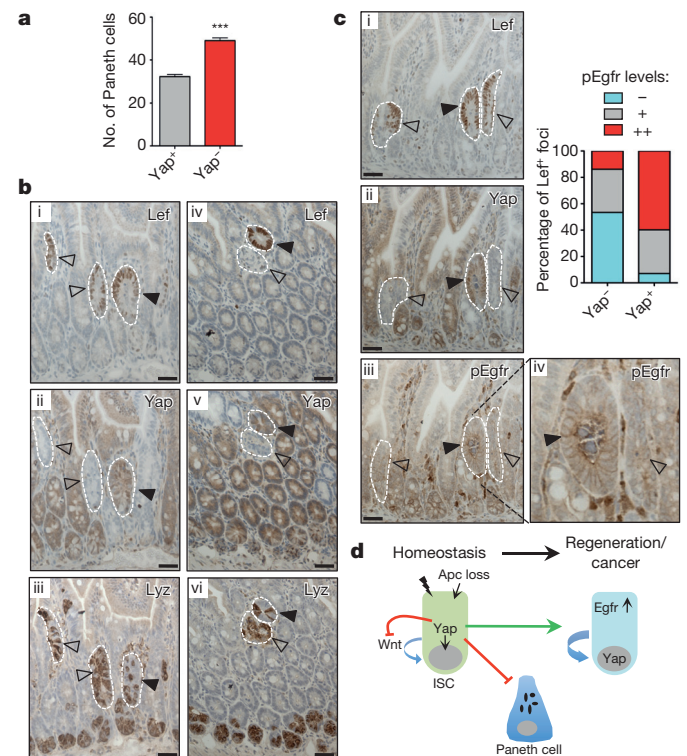 a
No. of Paneth cells
60
40
20
0
***
Yap+
Yap−
b
i
Lef
ii
Yap
iii
Lyz
iv
Lef
v
Yap
vi
Lyz
c
i
Lef
ii
Yap
iii
pEgfr
iv
pEgfr
pEgfr levels:
−
+
++
Percentage of Lef+ foci
100
80
60
40
20
0
Yap−
Yap+
d
Homeostasis
Regeneration/
cancer
Apc loss
Yap
Wnt
ISC
Egfr
Yap
Paneth cell